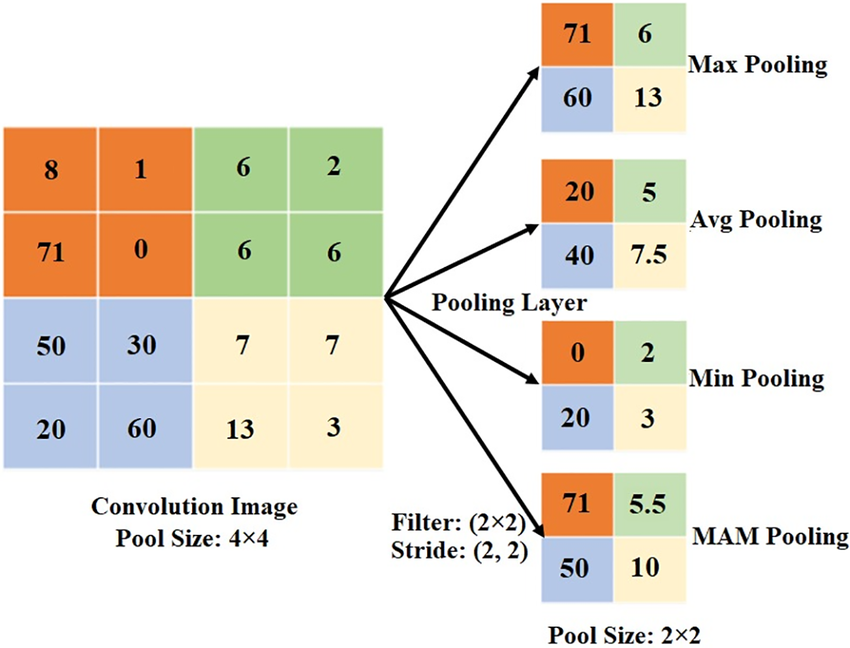 8 1 6 2
71 0 6 6
50 30 7 7
20 60 13 3
Convolution Image
Pool Size: 4×4
Pooling Layer
Filter: (2×2)
Stride: (2, 2)
71 6
60 13
Max Pooling
20 5
40 7.5
Avg Pooling
0 2
20 3
Min Pooling
71 5.5
50 10
MAM Pooling
Pool Size: 2×2